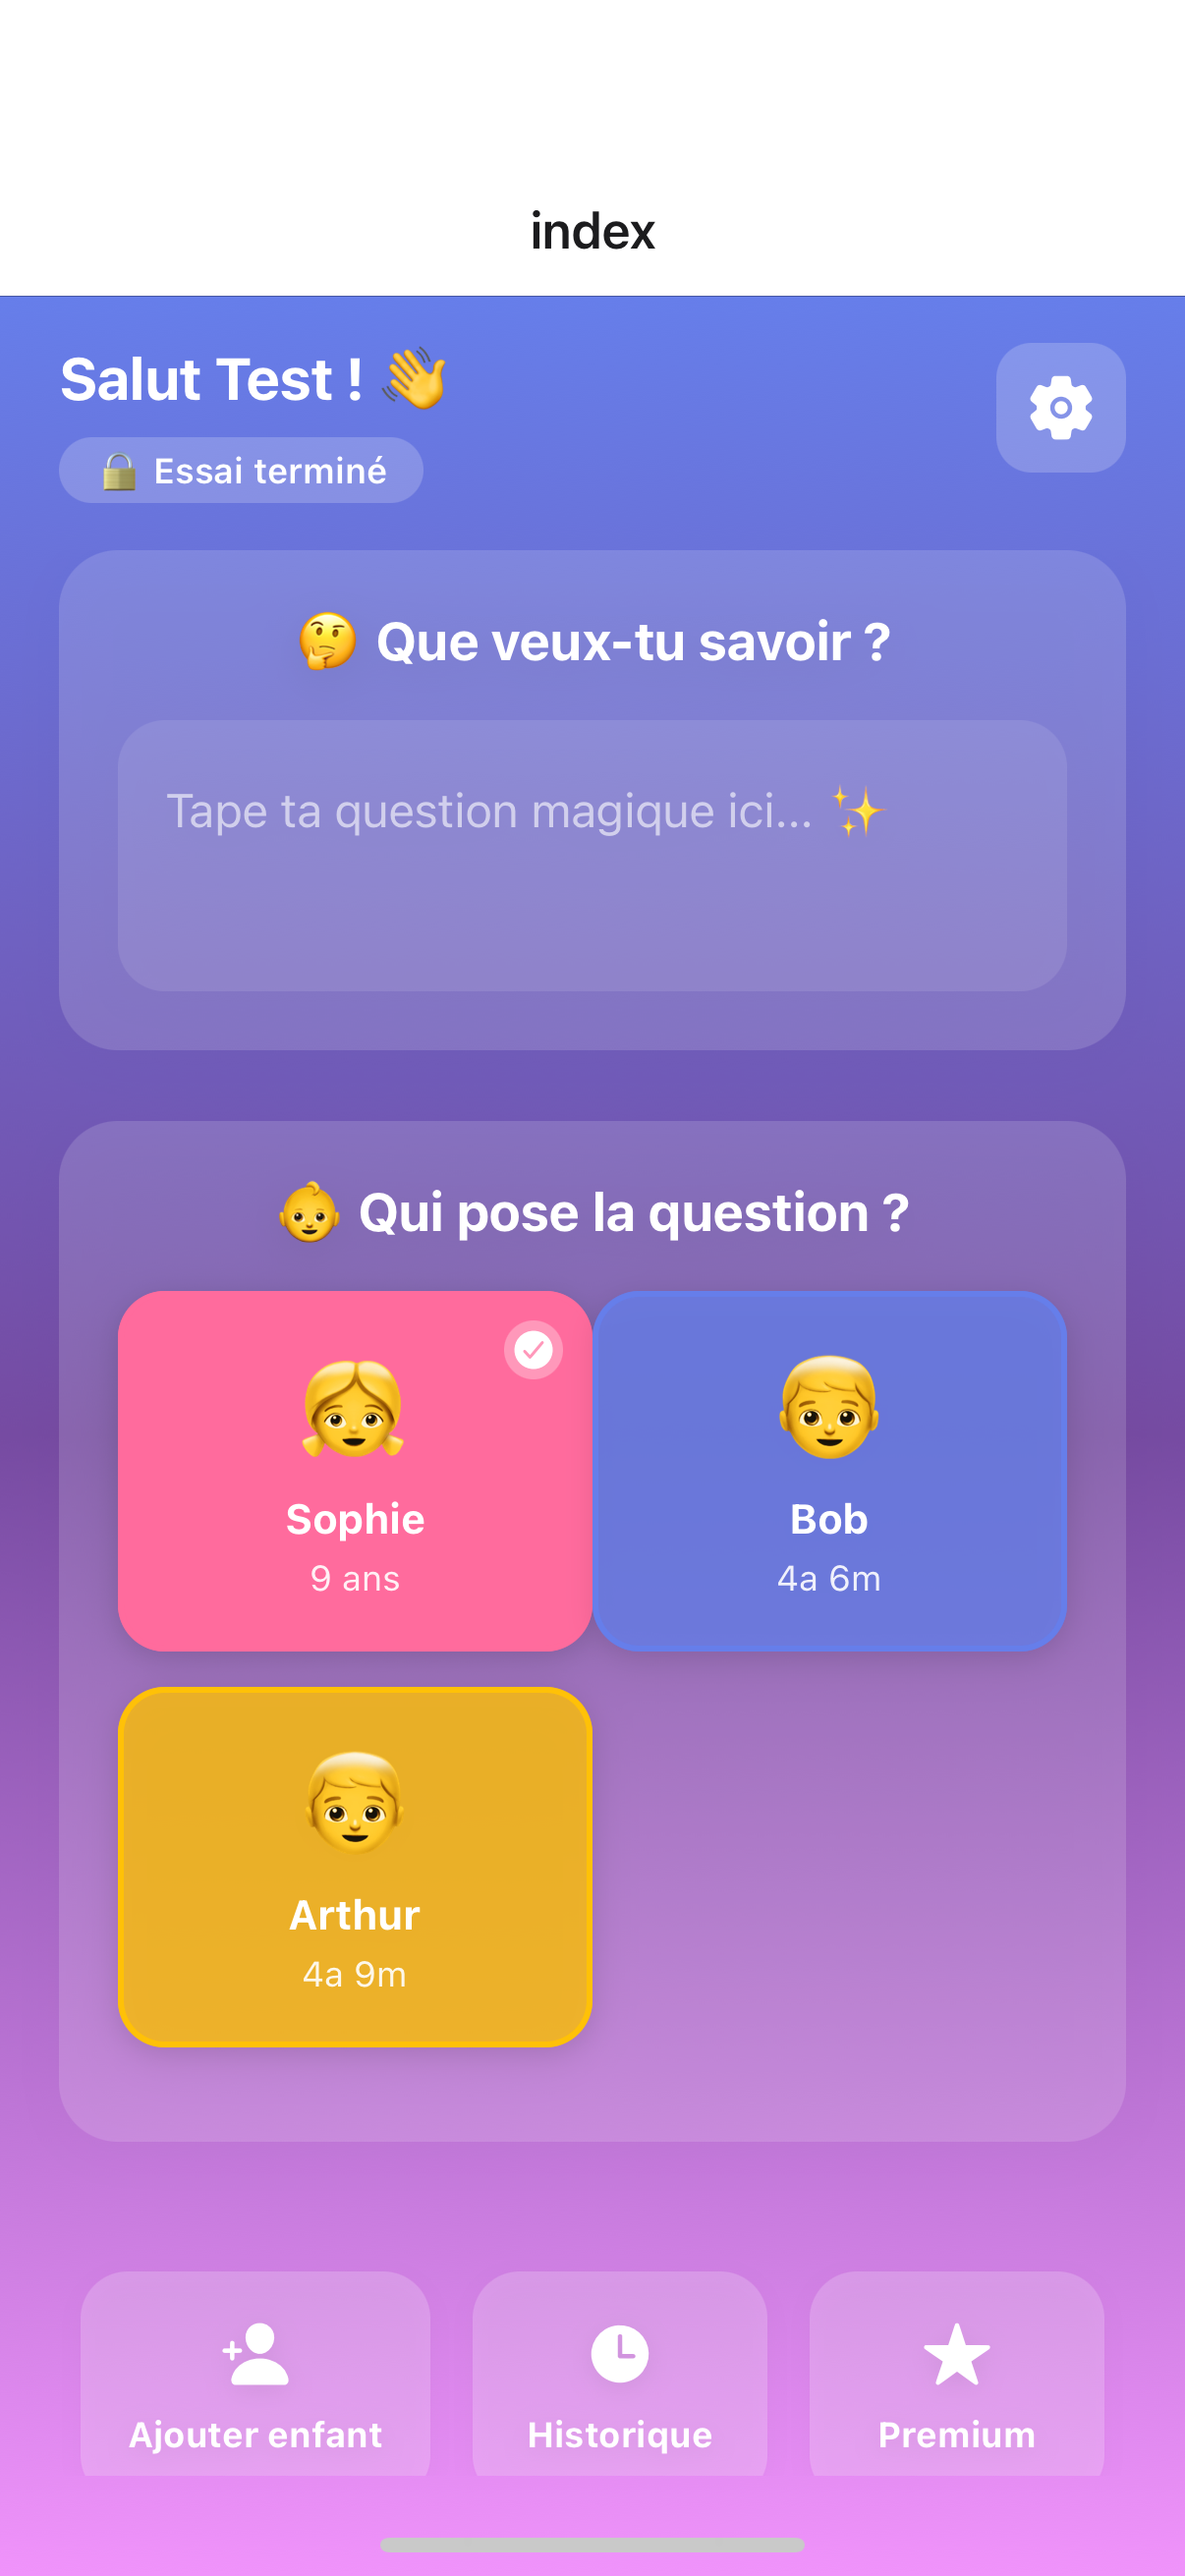 index
Salut Test ! 👋
🔒 Essai terminé
🤔 Que veux-tu savoir ?
Tape ta question magique ici... ✨
👶 Qui pose la question ?
Sophie
9 ans
Bob
4a 6m
Arthur
4a 9m
Ajouter enfant
Historique
Premium